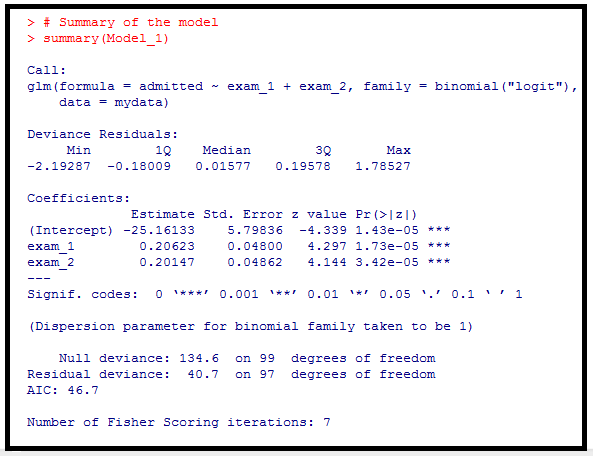 > # Summary of the model
> summary(Model_1)
Call:
glm(formula = admitted ~ exam_1 + exam_2, family = binomial("logit"),
    data = mydata)
Deviance Residuals:
     Min        1Q    Median        3Q       Max
-2.19287  -0.18009   0.01577   0.19578   1.78527
Coefficients:
             Estimate Std. Error z value Pr(>|z|)
(Intercept) -25.16133    5.79836  -4.339 1.43e-05 ***
exam_1        0.20623    0.04800   4.297 1.73e-05 ***
exam_2        0.20147    0.04862   4.144 3.42e-05 ***
---
Signif. codes:  0 ‘***’ 0.001 ‘**’ 0.01 ‘*’ 0.05 ‘.’ 0.1 ‘ ’ 1
(Dispersion parameter for binomial family taken to be 1)
    Null deviance: 134.6  on 99  degrees of freedom
Residual deviance:  40.7  on 97  degrees of freedom
AIC: 46.7
Number of Fisher Scoring iterations: 7